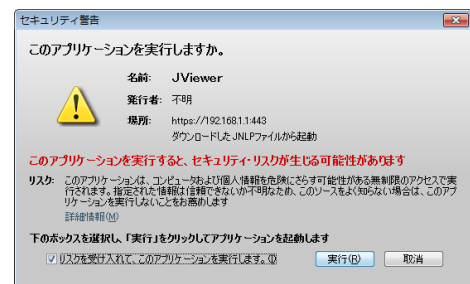 セキュリティ警告
このアプリケーションを実行しますか。
名前: JViewer
発行者: 不明
場所: https://192.168.1.1:443
ダウンロードしたJNLPファイルから起動
このアプリケーションを実行すると、セキュリティ・リスクが生じる可能性があります
リスク: このアプリケーションは、コンピュータおよび個人情報を危険にさらす可能性がある無制限のアクセスで実
行されます。指定された情報は信頼できないか不明なため、このソースをよく知らない場合は、このアプ
リケーションを実行しないことをお薦めします
詳細情報(M)
下のボックスを選択し、「実行」をクリックしてアプリケーションを起動します
リスクを受け入れて、このアプリケーションを実行します。(I) 実行(R) 取消